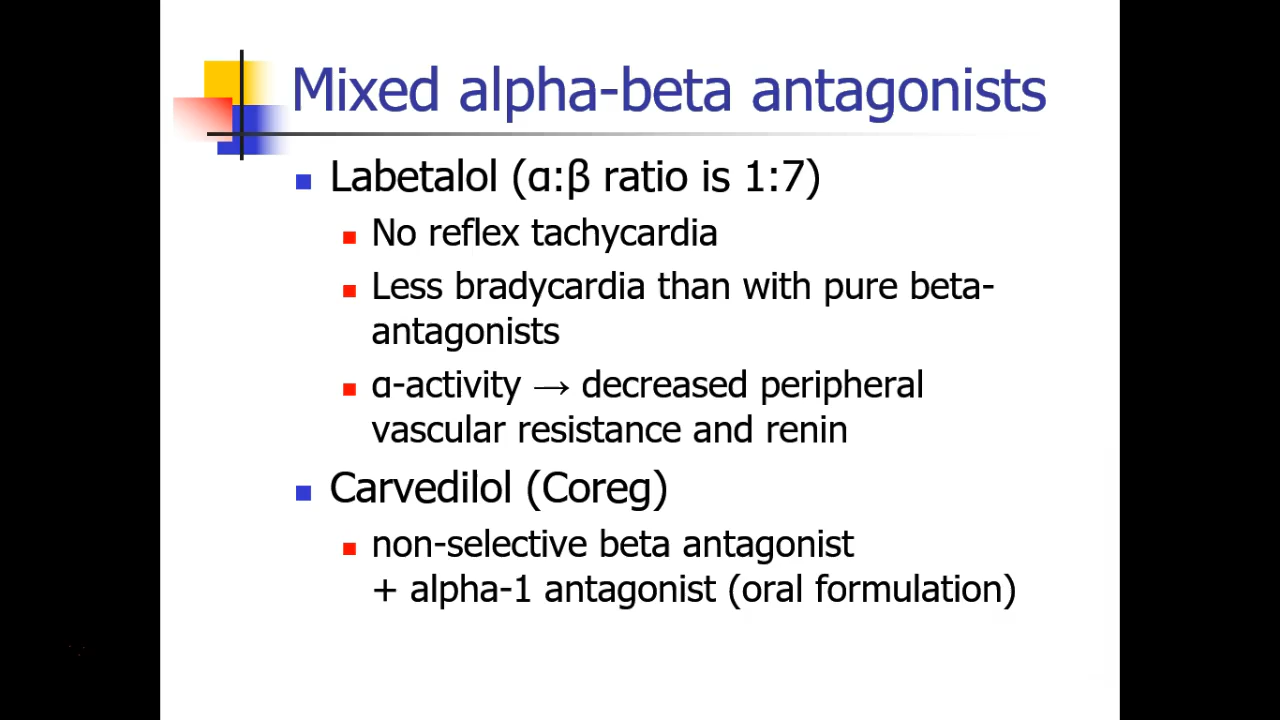 Mixed alpha-beta antagonists
Labetalol (α:β ratio is 1:7)
No reflex tachycardia
Less bradycardia than with pure beta-
antagonists
α-activity → decreased peripheral
vascular resistance and renin
Carvedilol (Coreg)
non-selective beta antagonist
+ alpha-1 antagonist (oral formulation)